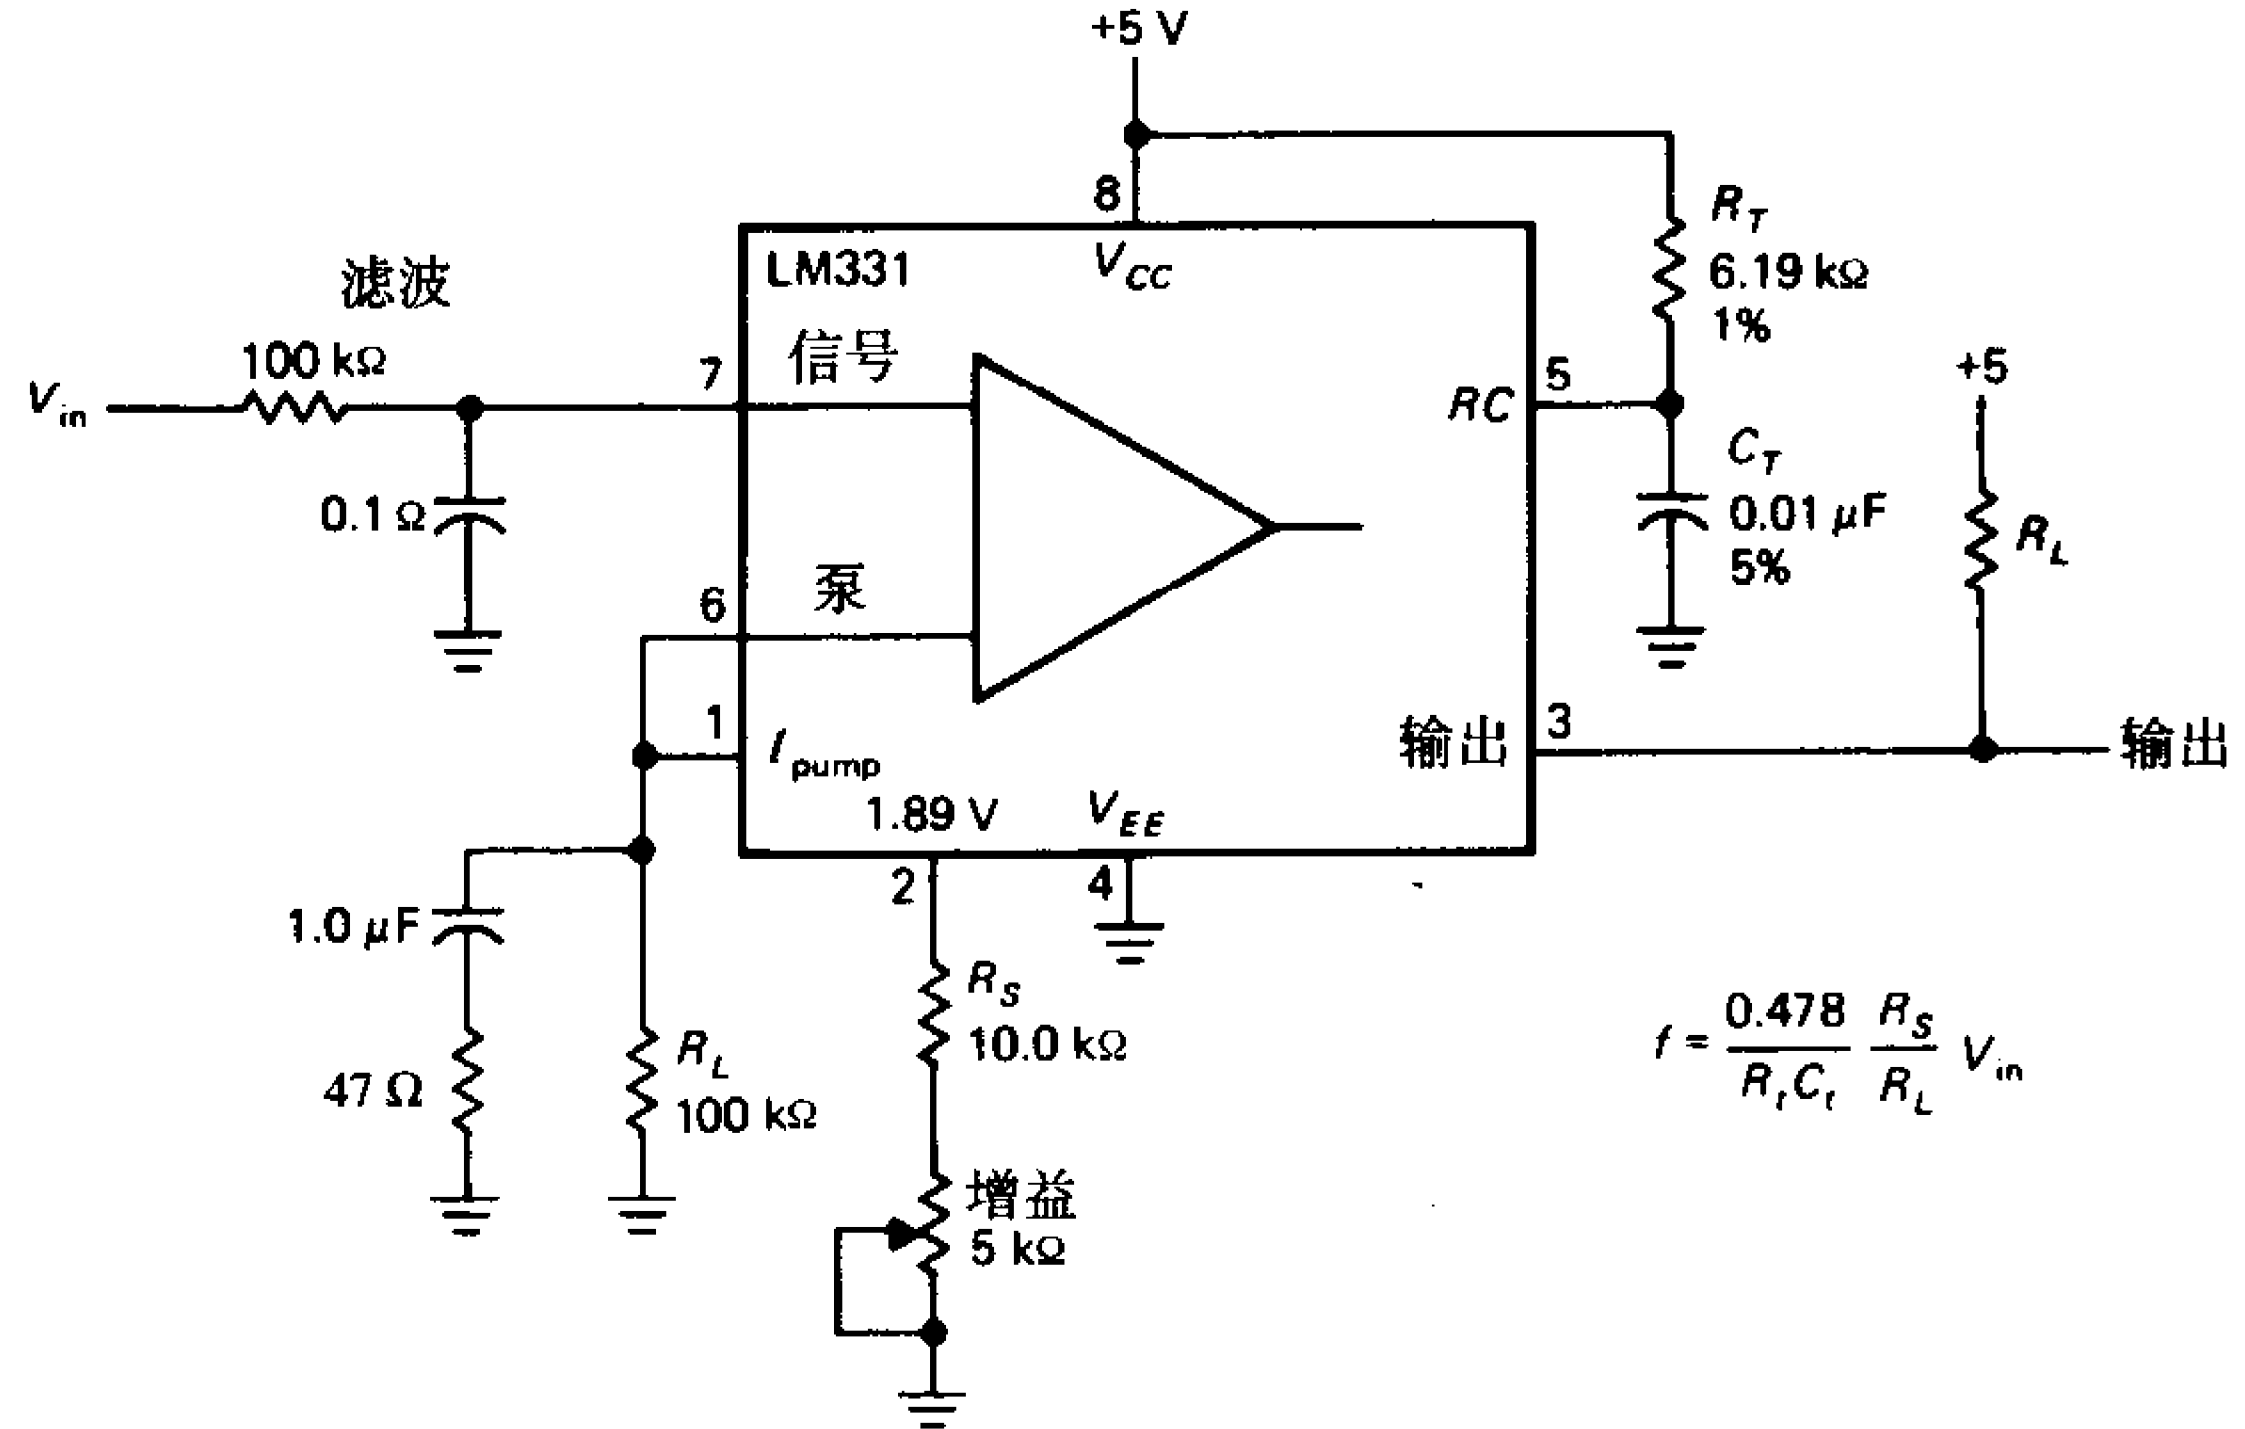 +5 V
8
LM331
V_CC
R_T
6.19 kΩ
1%
滤波
100 kΩ
V_in
7
信号
5
RC
+5
C_T
0.01 μF
5%
R_L
0.1 Ω
6
泵
1
I_pump
输出
3
输出
1.89 V
V_EE
2
4
1.0 μF
R_S
10.0 kΩ
47 Ω
R_L
100 kΩ
增益
5 kΩ
f = 0.478/(R_t C_t) R_S/R_L V_in